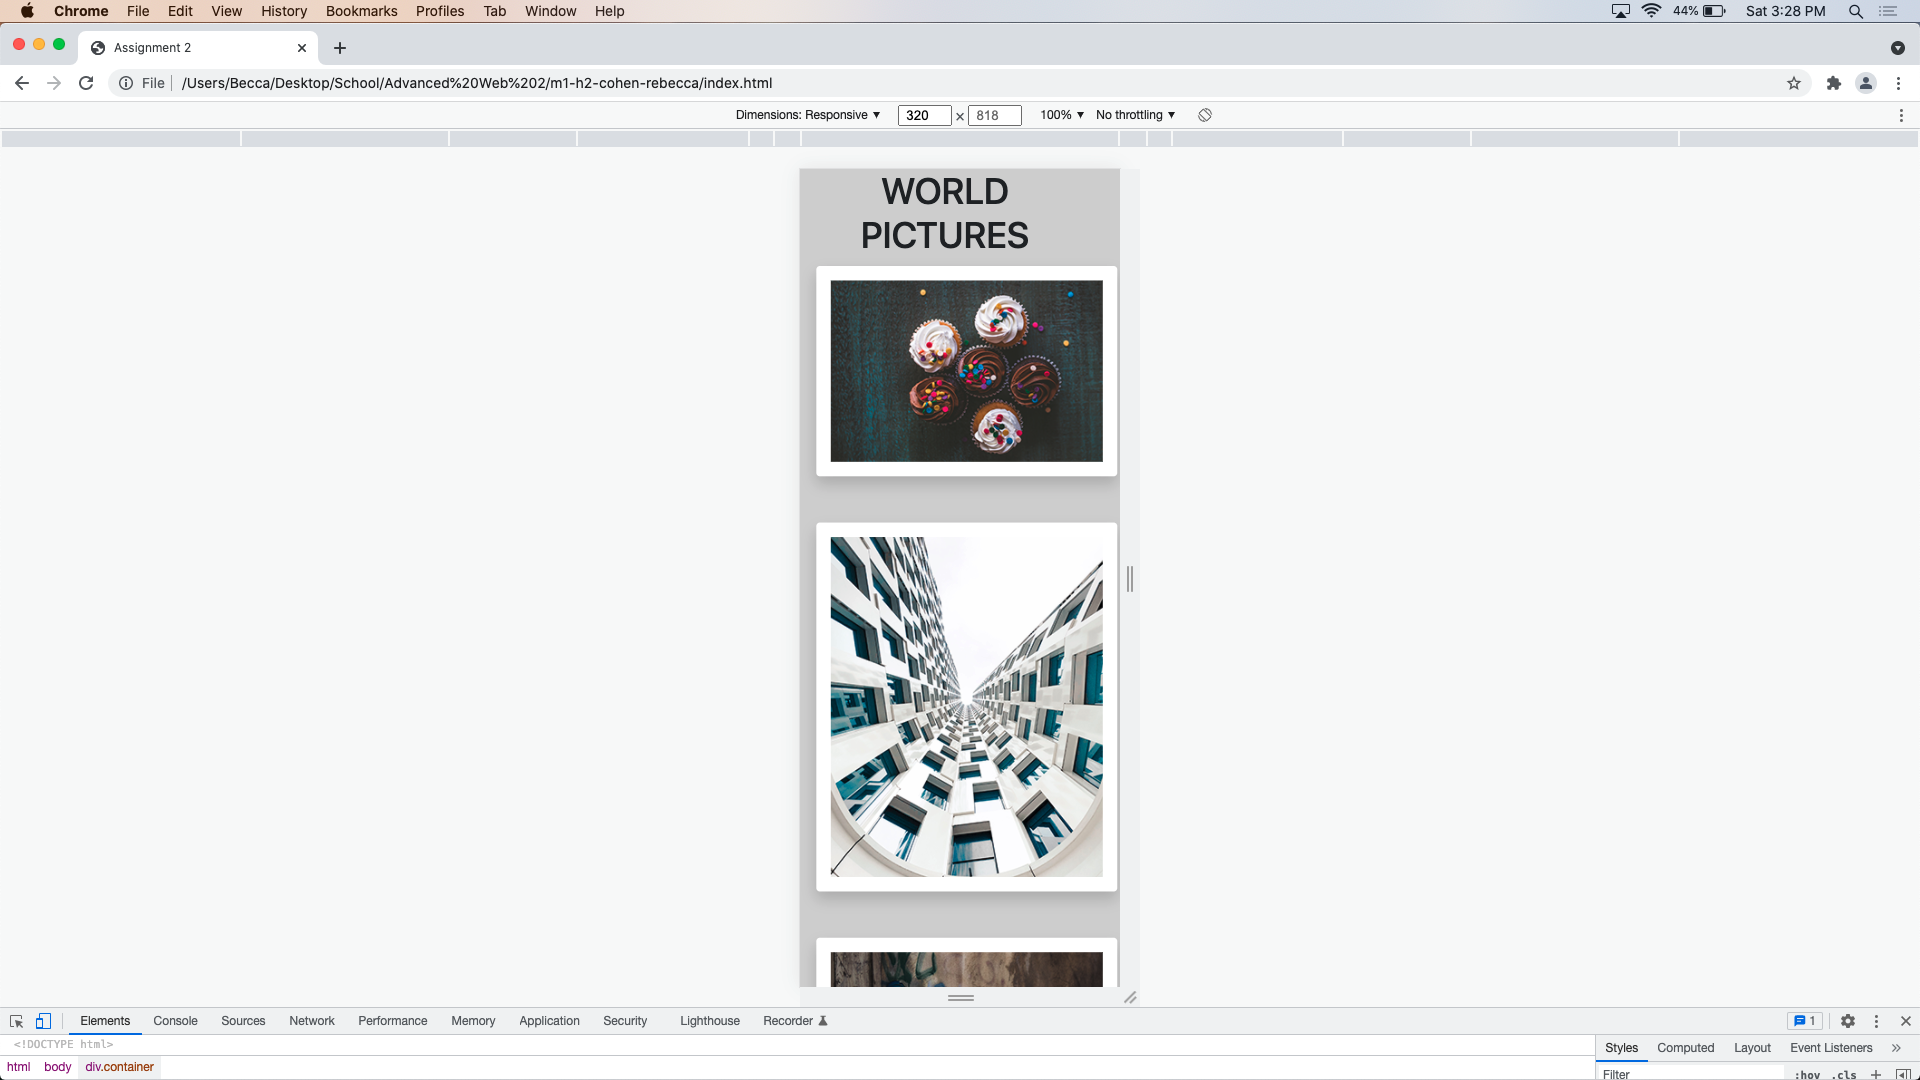 Chrome File Edit View History Bookmarks Profiles Tab Window Help 44% Sat 3:28 PM
Assignment 2
File /Users/Becca/Desktop/School/Advanced%20Web%202/m1-h2-cohen-rebecca/index.html
Dimensions: Responsive 320 × 818 100% No throttling
WORLD
PICTURES
Elements Console Sources Network Performance Memory Application Security Lighthouse Recorder 1
<!DOCTYPE html>
Styles Computed Layout Event Listeners »
html body div.container
Filter :hov .cls +